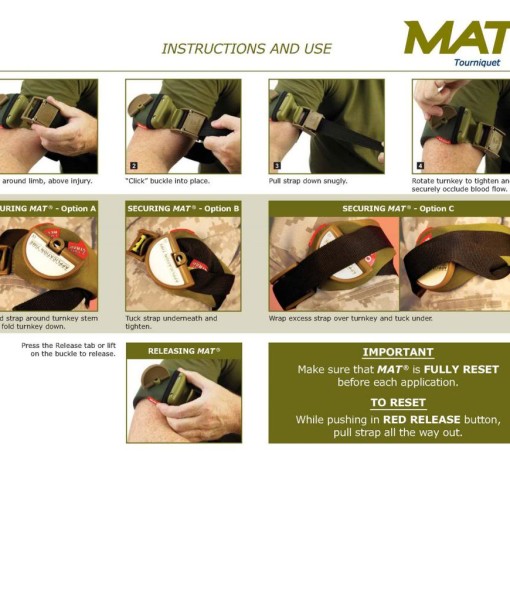 INSTRUCTIONS AND USE
MAT
Tourniquet
2
3
4
around limb, above injury.
"Click" buckle into place.
Pull strap down snugly.
Rotate turnkey to tighten an
securely occlude blood flow.
URING MAT® - Option A
SECURING MAT® - Option B
SECURING MAT® - Option C
d strap around turnkey stem
fold turnkey down.
Tuck strap underneath and
tighten.
Wrap excess strap over turnkey and tuck under.
Press the Release tab or lift
on the buckle to release.
RELEASING MAT®
IMPORTANT
Make sure that MAT® is FULLY RESET
before each application.
TO RESET
While pushing in RED RELEASE button,
pull strap all the way out.